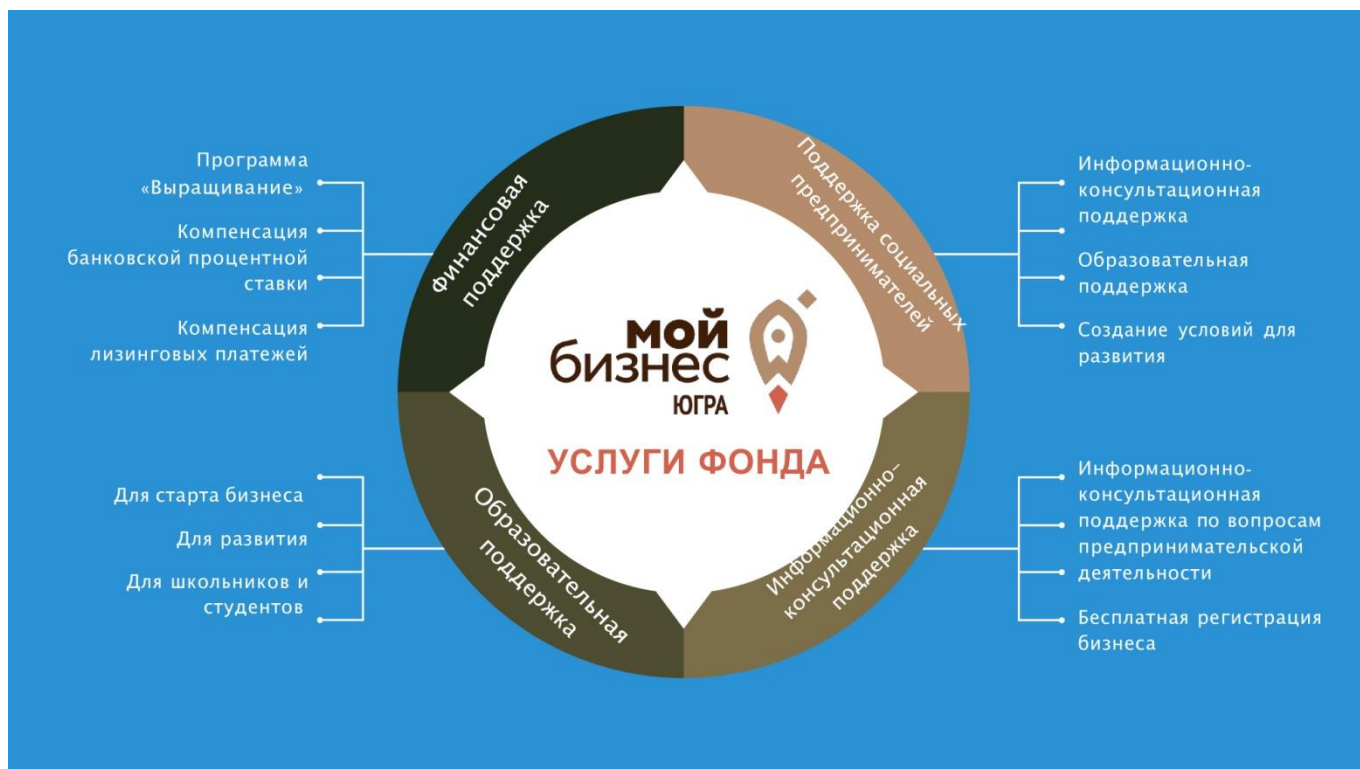 Программа
«Выращивание»
Компенсация
банковской процентной
ставки
Компенсация
лизинговых платежей
Финансовая
поддержка
Поддержка социальных
предпринимателей
Информационно-
консультационная
поддержка
Образовательная
поддержка
Создание условий для
развития
мой
бизнес
ЮГРА
УСЛУГИ ФОНДА
Для старта бизнеса
Для развития
Для школьников и
студентов
Образовательная
поддержка
Информационно-
консультационная
поддержка
Информационно-
консультационная
поддержка по вопросам
предпринимательской
деятельности
Бесплатная регистрация
бизнеса